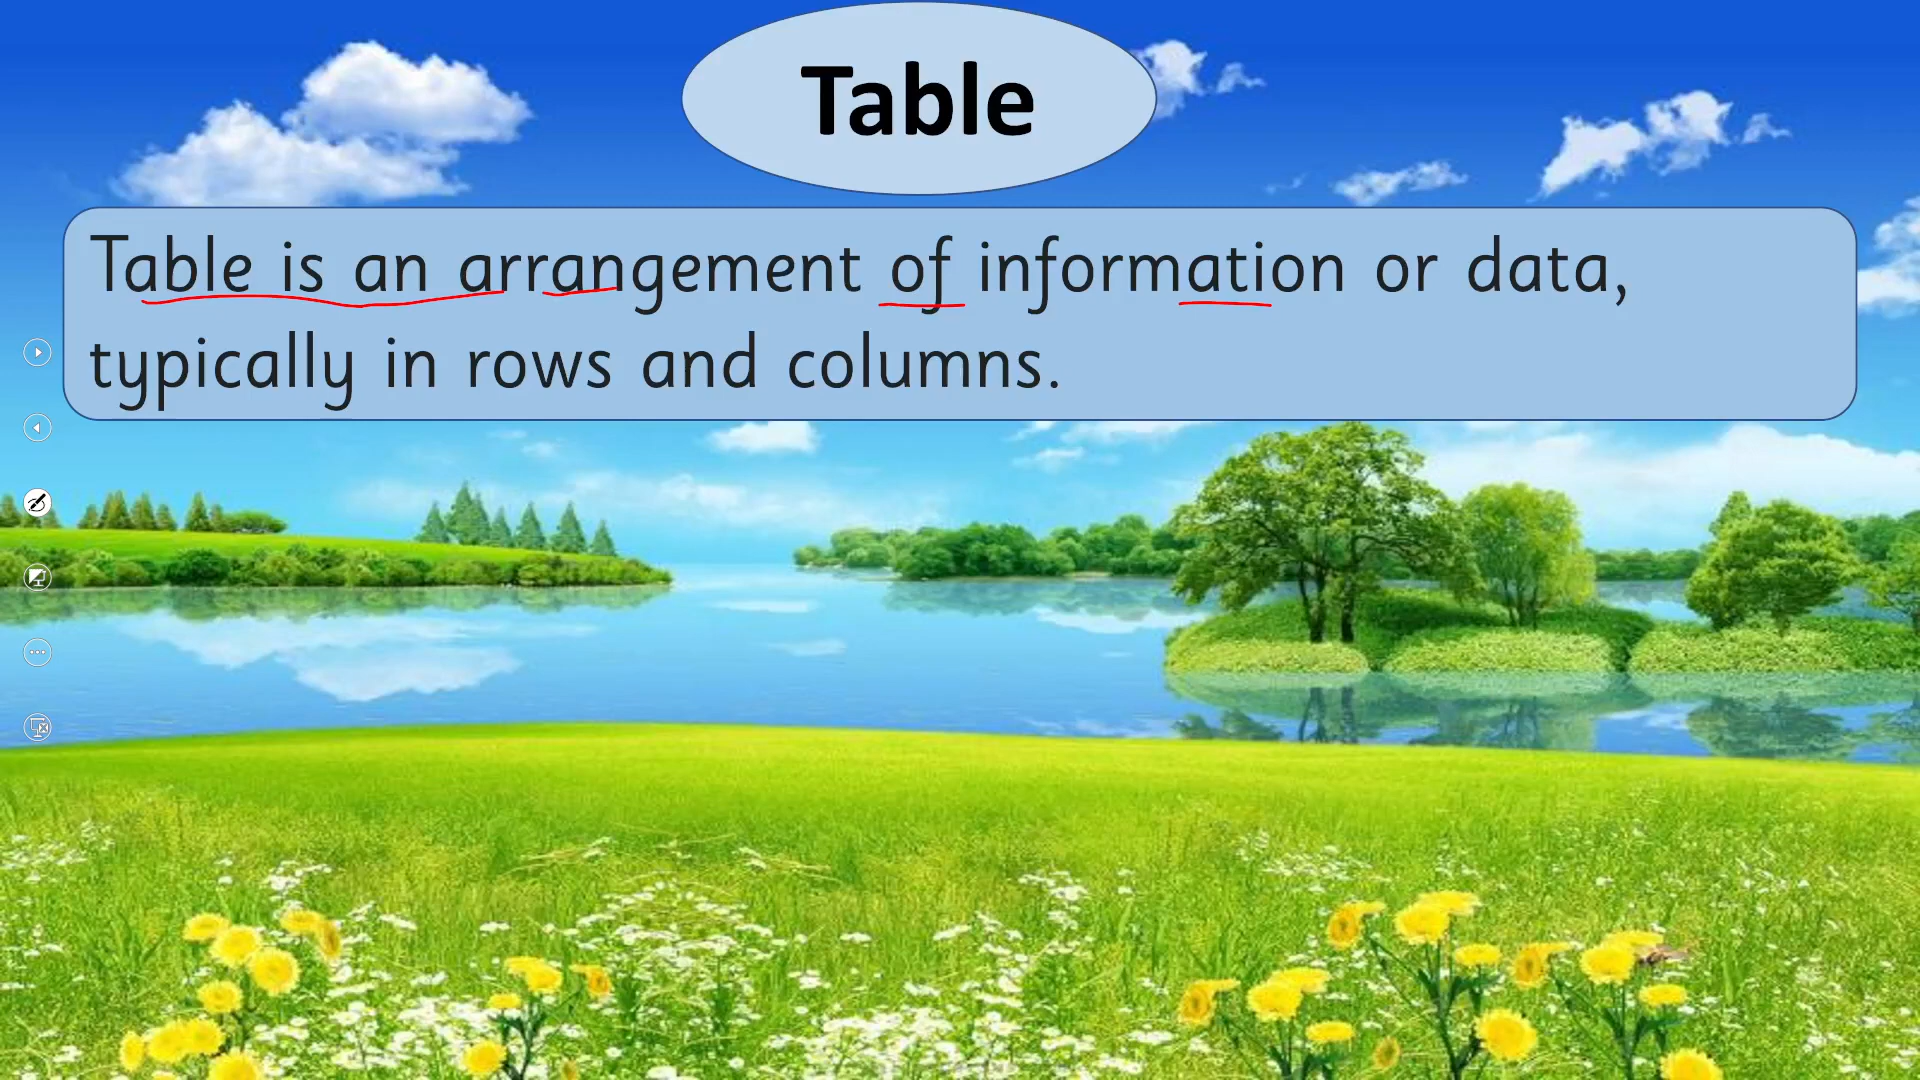 Table
Table is an arrangement of information or data,
typically in rows and columns.